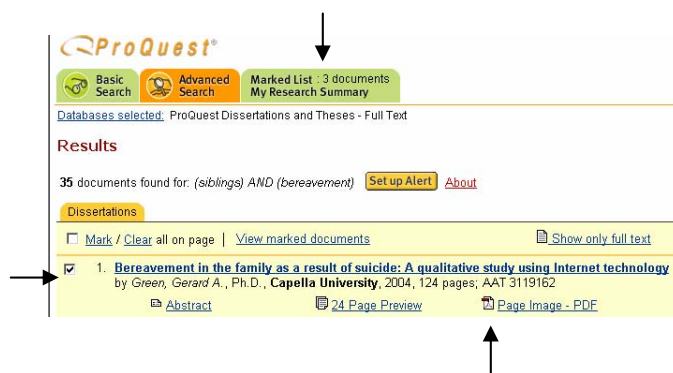 ProQuest®
Basic Search
Advanced Search
Marked List : 3 documents
My Research Summary
Databases selected: ProQuest Dissertations and Theses - Full Text
Results
35 documents found for: (siblings) AND (bereavement) Set up Alert About
Dissertations
Mark / Clear all on page | View marked documents Show only full text
1. Bereavement in the family as a result of suicide: A qualitative study using Internet technology
by Green, Gerard A., Ph.D., Capella University, 2004, 124 pages; AAT 3119162
Abstract 24 Page Preview Page Image - PDF